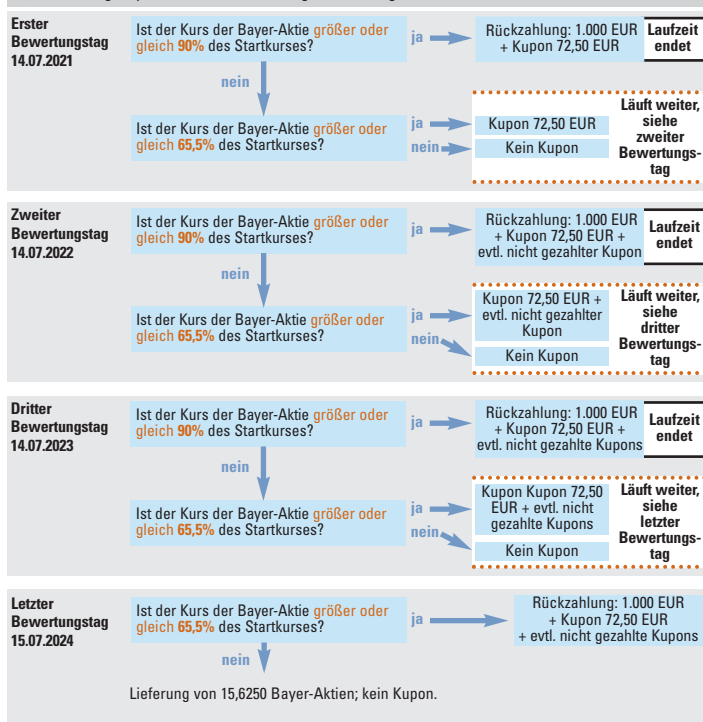 Erster
Bewertungstag
14.07.2021
Ist der Kurs der Bayer-Aktie größer oder
gleich 90% des Startkurses?
ja
Rückzahlung: 1.000 EUR
+ Kupon 72,50 EUR
Laufzeit
endet
nein
Ist der Kurs der Bayer-Aktie größer oder
gleich 65,5% des Startkurses?
ja
Kupon 72,50 EUR
nein
Kein Kupon
Läuft weiter,
siehe
zweiter
Bewertungs-
tag
Zweiter
Bewertungstag
14.07.2022
Ist der Kurs der Bayer-Aktie größer oder
gleich 90% des Startkurses?
ja
Rückzahlung: 1.000 EUR
+ Kupon 72,50 EUR +
evtl. nicht gezahlter Kupon
Laufzeit
endet
nein
Ist der Kurs der Bayer-Aktie größer oder
gleich 65,5% des Startkurses?
ja
Kupon 72,50 EUR +
evtl. nicht gezahlter
Kupon
nein
Kein Kupon
Läuft weiter,
siehe
dritter
Bewertungs-
tag
Dritter
Bewertungstag
14.07.2023
Ist der Kurs der Bayer-Aktie größer oder
gleich 90% des Startkurses?
ja
Rückzahlung: 1.000 EUR
+ Kupon 72,50 EUR +
evtl. nicht gezahlte Kupons
Laufzeit
endet
nein
Ist der Kurs der Bayer-Aktie größer oder
gleich 65,5% des Startkurses?
ja
Kupon Kupon 72,50
EUR + evtl. nicht
gezahlte Kupons
nein
Kein Kupon
Läuft weiter,
siehe
letzter
Bewertungs-
tag
Letzter
Bewertungstag
15.07.2024
Ist der Kurs der Bayer-Aktie größer oder
gleich 65,5% des Startkurses?
ja
Rückzahlung: 1.000 EUR
+ Kupon 72,50 EUR
+ evtl. nicht gezahlte Kupons
nein
Lieferung von 15,6250 Bayer-Aktien; kein Kupon.